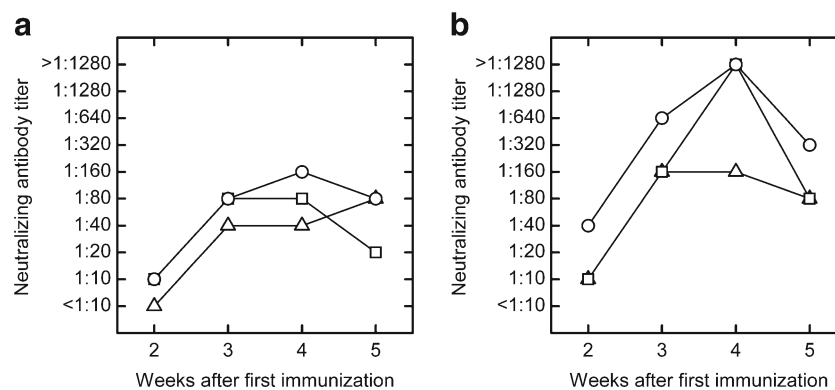 a
Neutralizing antibody titer
>1:1280
1:1280
1:640
1:320
1:160
1:80
1:40
1:20
1:10
<1:10
2 3 4 5
Weeks after first immunization
b
Neutralizing antibody titer
>1:1280
1:1280
1:640
1:320
1:160
1:80
1:40
1:20
1:10
<1:10
2 3 4 5
Weeks after first immunization